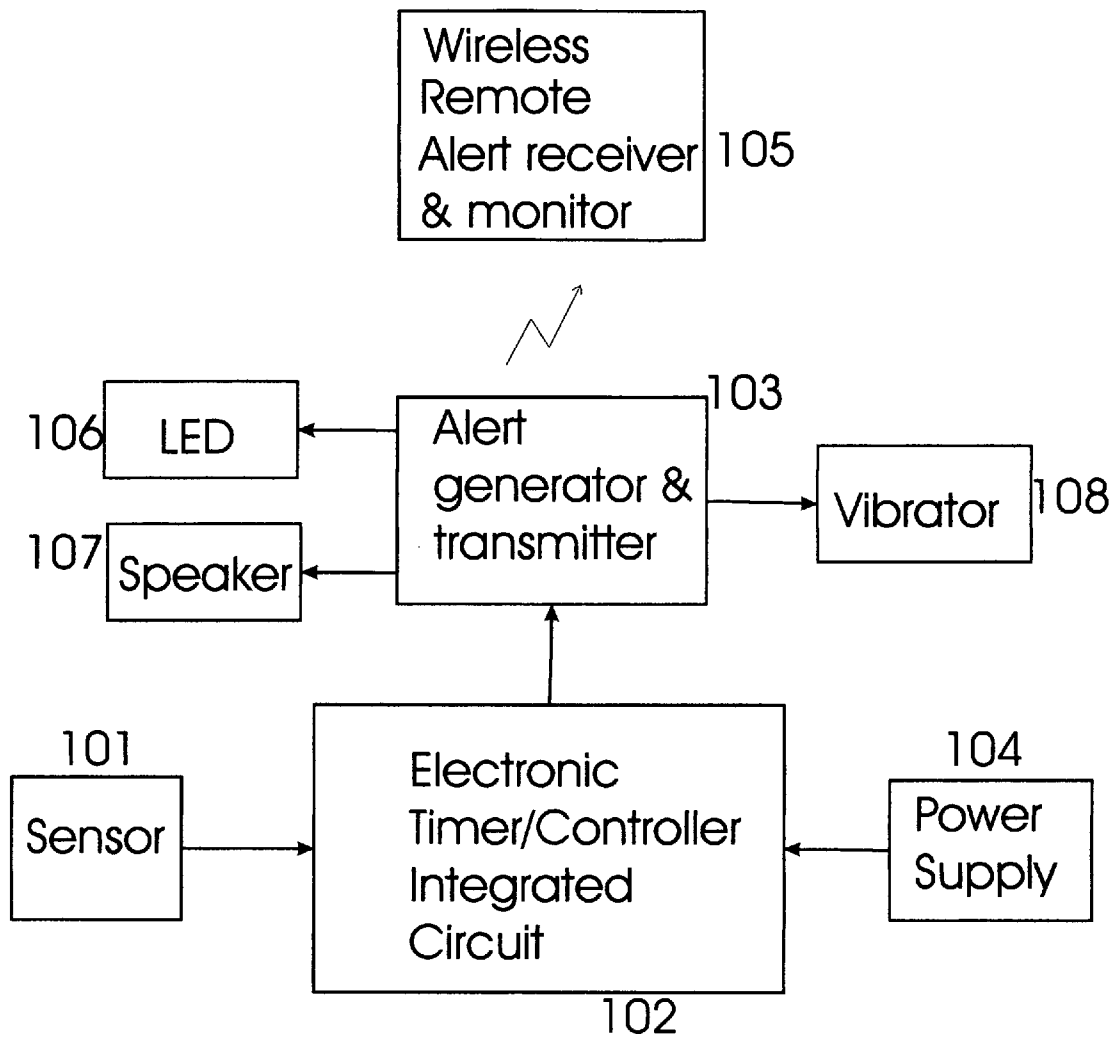 Wireless
Remote
Alert receiver
& monitor
105
103
106
LED
Alert
generator &
transmitter
Vibrator
108
107
Speaker
101
Sensor
Electronic
Timer/Controller
Integrated
Circuit
102
104
Power
Supply